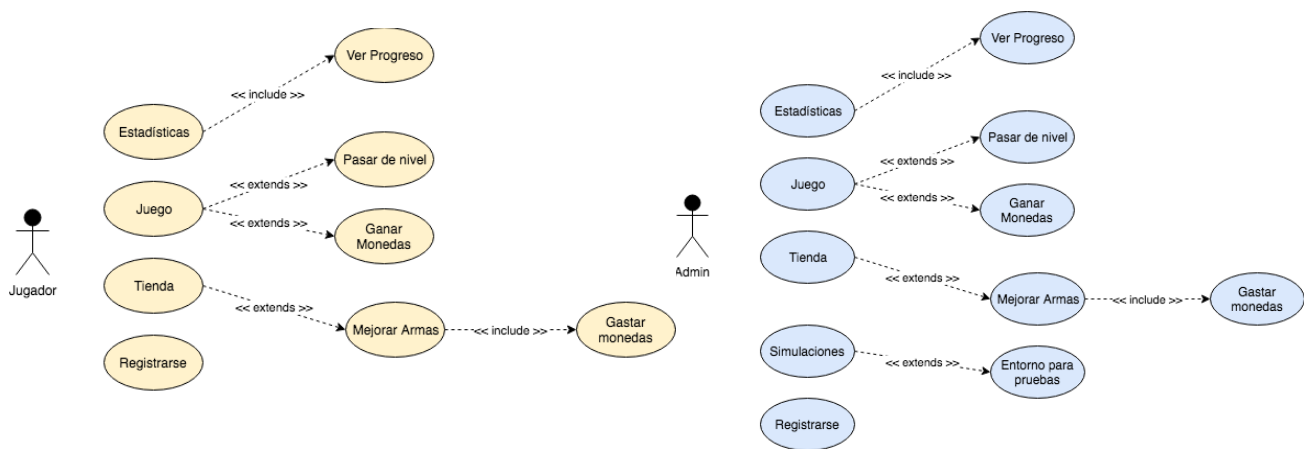 Ver Progreso
<< include >>
Estadísticas
Pasar de nivel
<< extends >>
Juego
<< extends >>
Ganar
Monedas
Jugador
Tienda
<< extends >>
Mejorar Armas
<< include >>
Gastar
monedas
Registrarse
Ver Progreso
<< include >>
Estadísticas
Pasar de nivel
<< extends >>
Juego
<< extends >>
Ganar
Monedas
Admin
Tienda
<< extends >>
Mejorar Armas
<< include >>
Gastar
monedas
Simulaciones
<< extends >>
Entorno para
pruebas
Registrarse